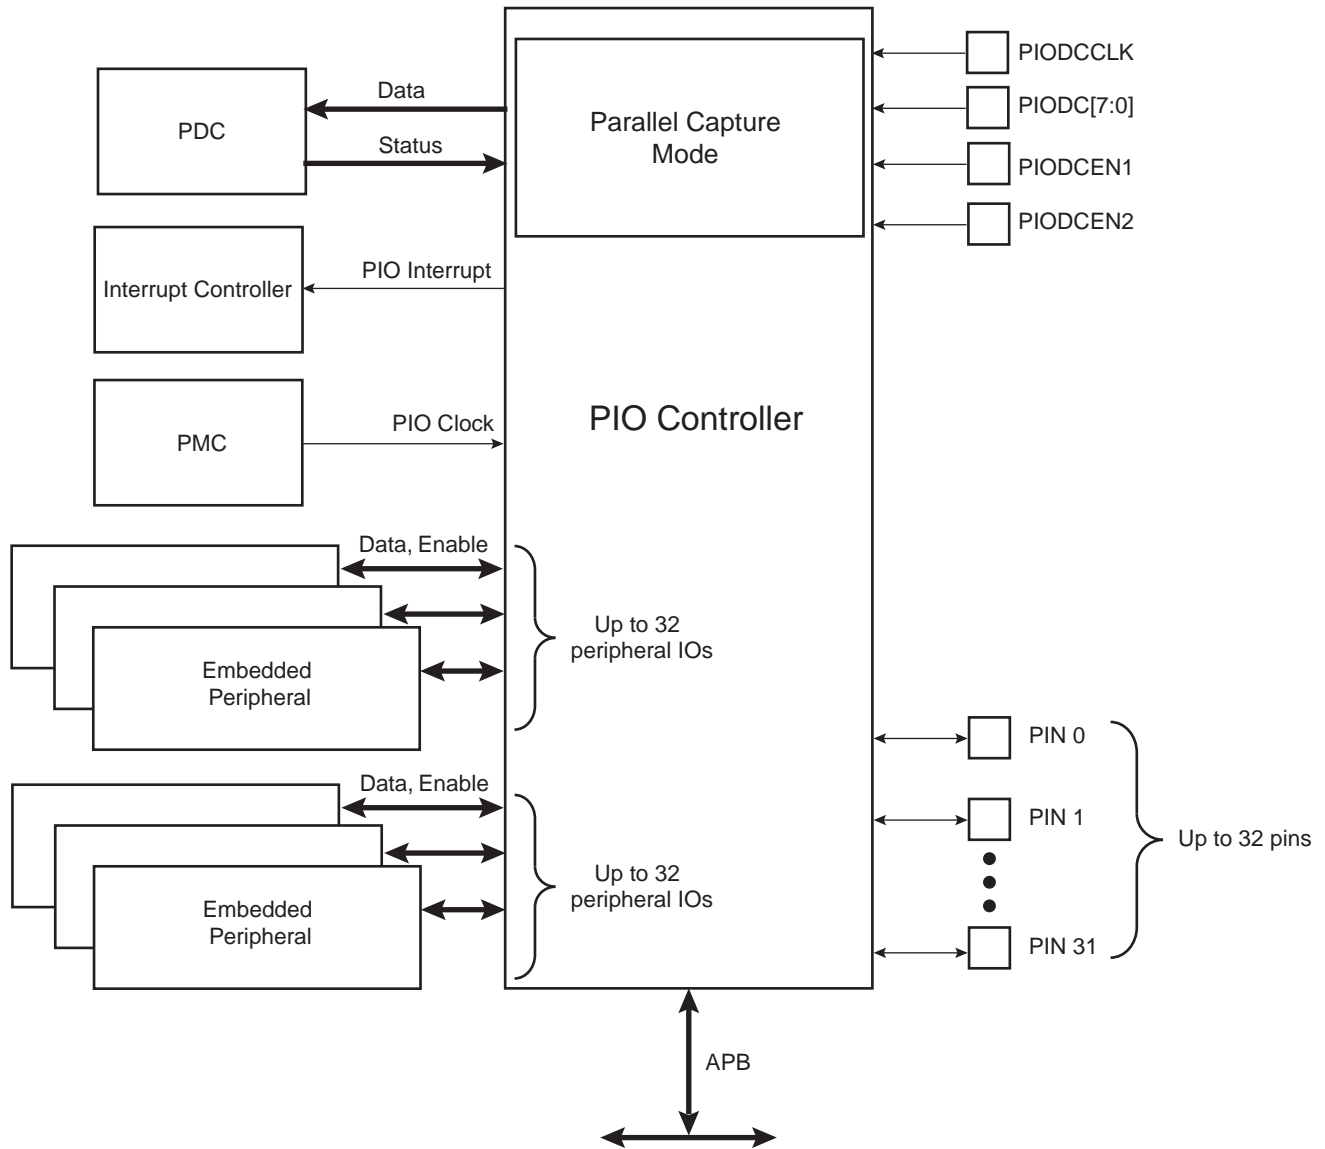 PIODCCLK
Data
PIODC[7:0]
PDC
Parallel Capture
Mode
Status
PIODCEN1
PIODCEN2
PIO Interrupt
Interrupt Controller
PIO Controller
PIO Clock
PMC
Data, Enable
Up to 32
peripheral IOs
Embedded
Peripheral
PIN 0
Data, Enable
PIN 1
Up to 32 pins
Up to 32
peripheral IOs
Embedded
Peripheral
PIN 31
APB